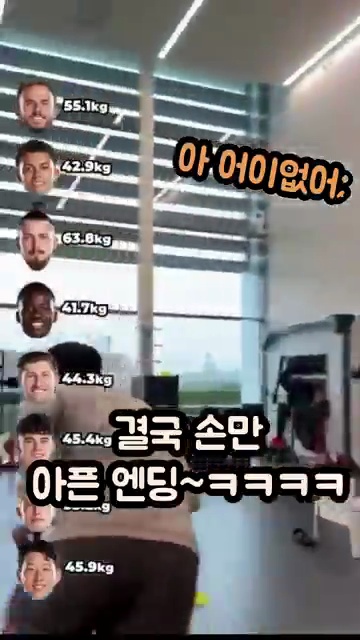 55.1kg
아 어이없어;
42.9kg
63.8kg
41.7kg
44.3kg
45.4kg
결국 손만
아픈 엔딩~ㅋㅋㅋㅋ
45.9kg